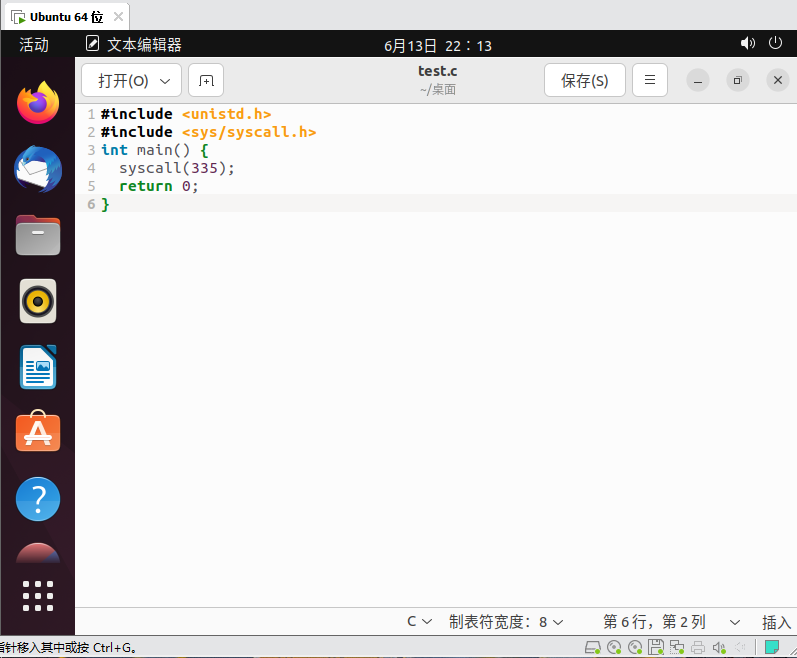 Ubuntu 64 位
活动 文本编辑器 6月13日 22：13
打开(O) test.c 保存(S)
~/桌面
1 #include <unistd.h>
2 #include <sys/syscall.h>
3 int main() {
4 syscall(335);
5 return 0;
6 }
C 制表符宽度：8 第 6 行，第 2 列 插入
指针移入其中或按 Ctrl+G。